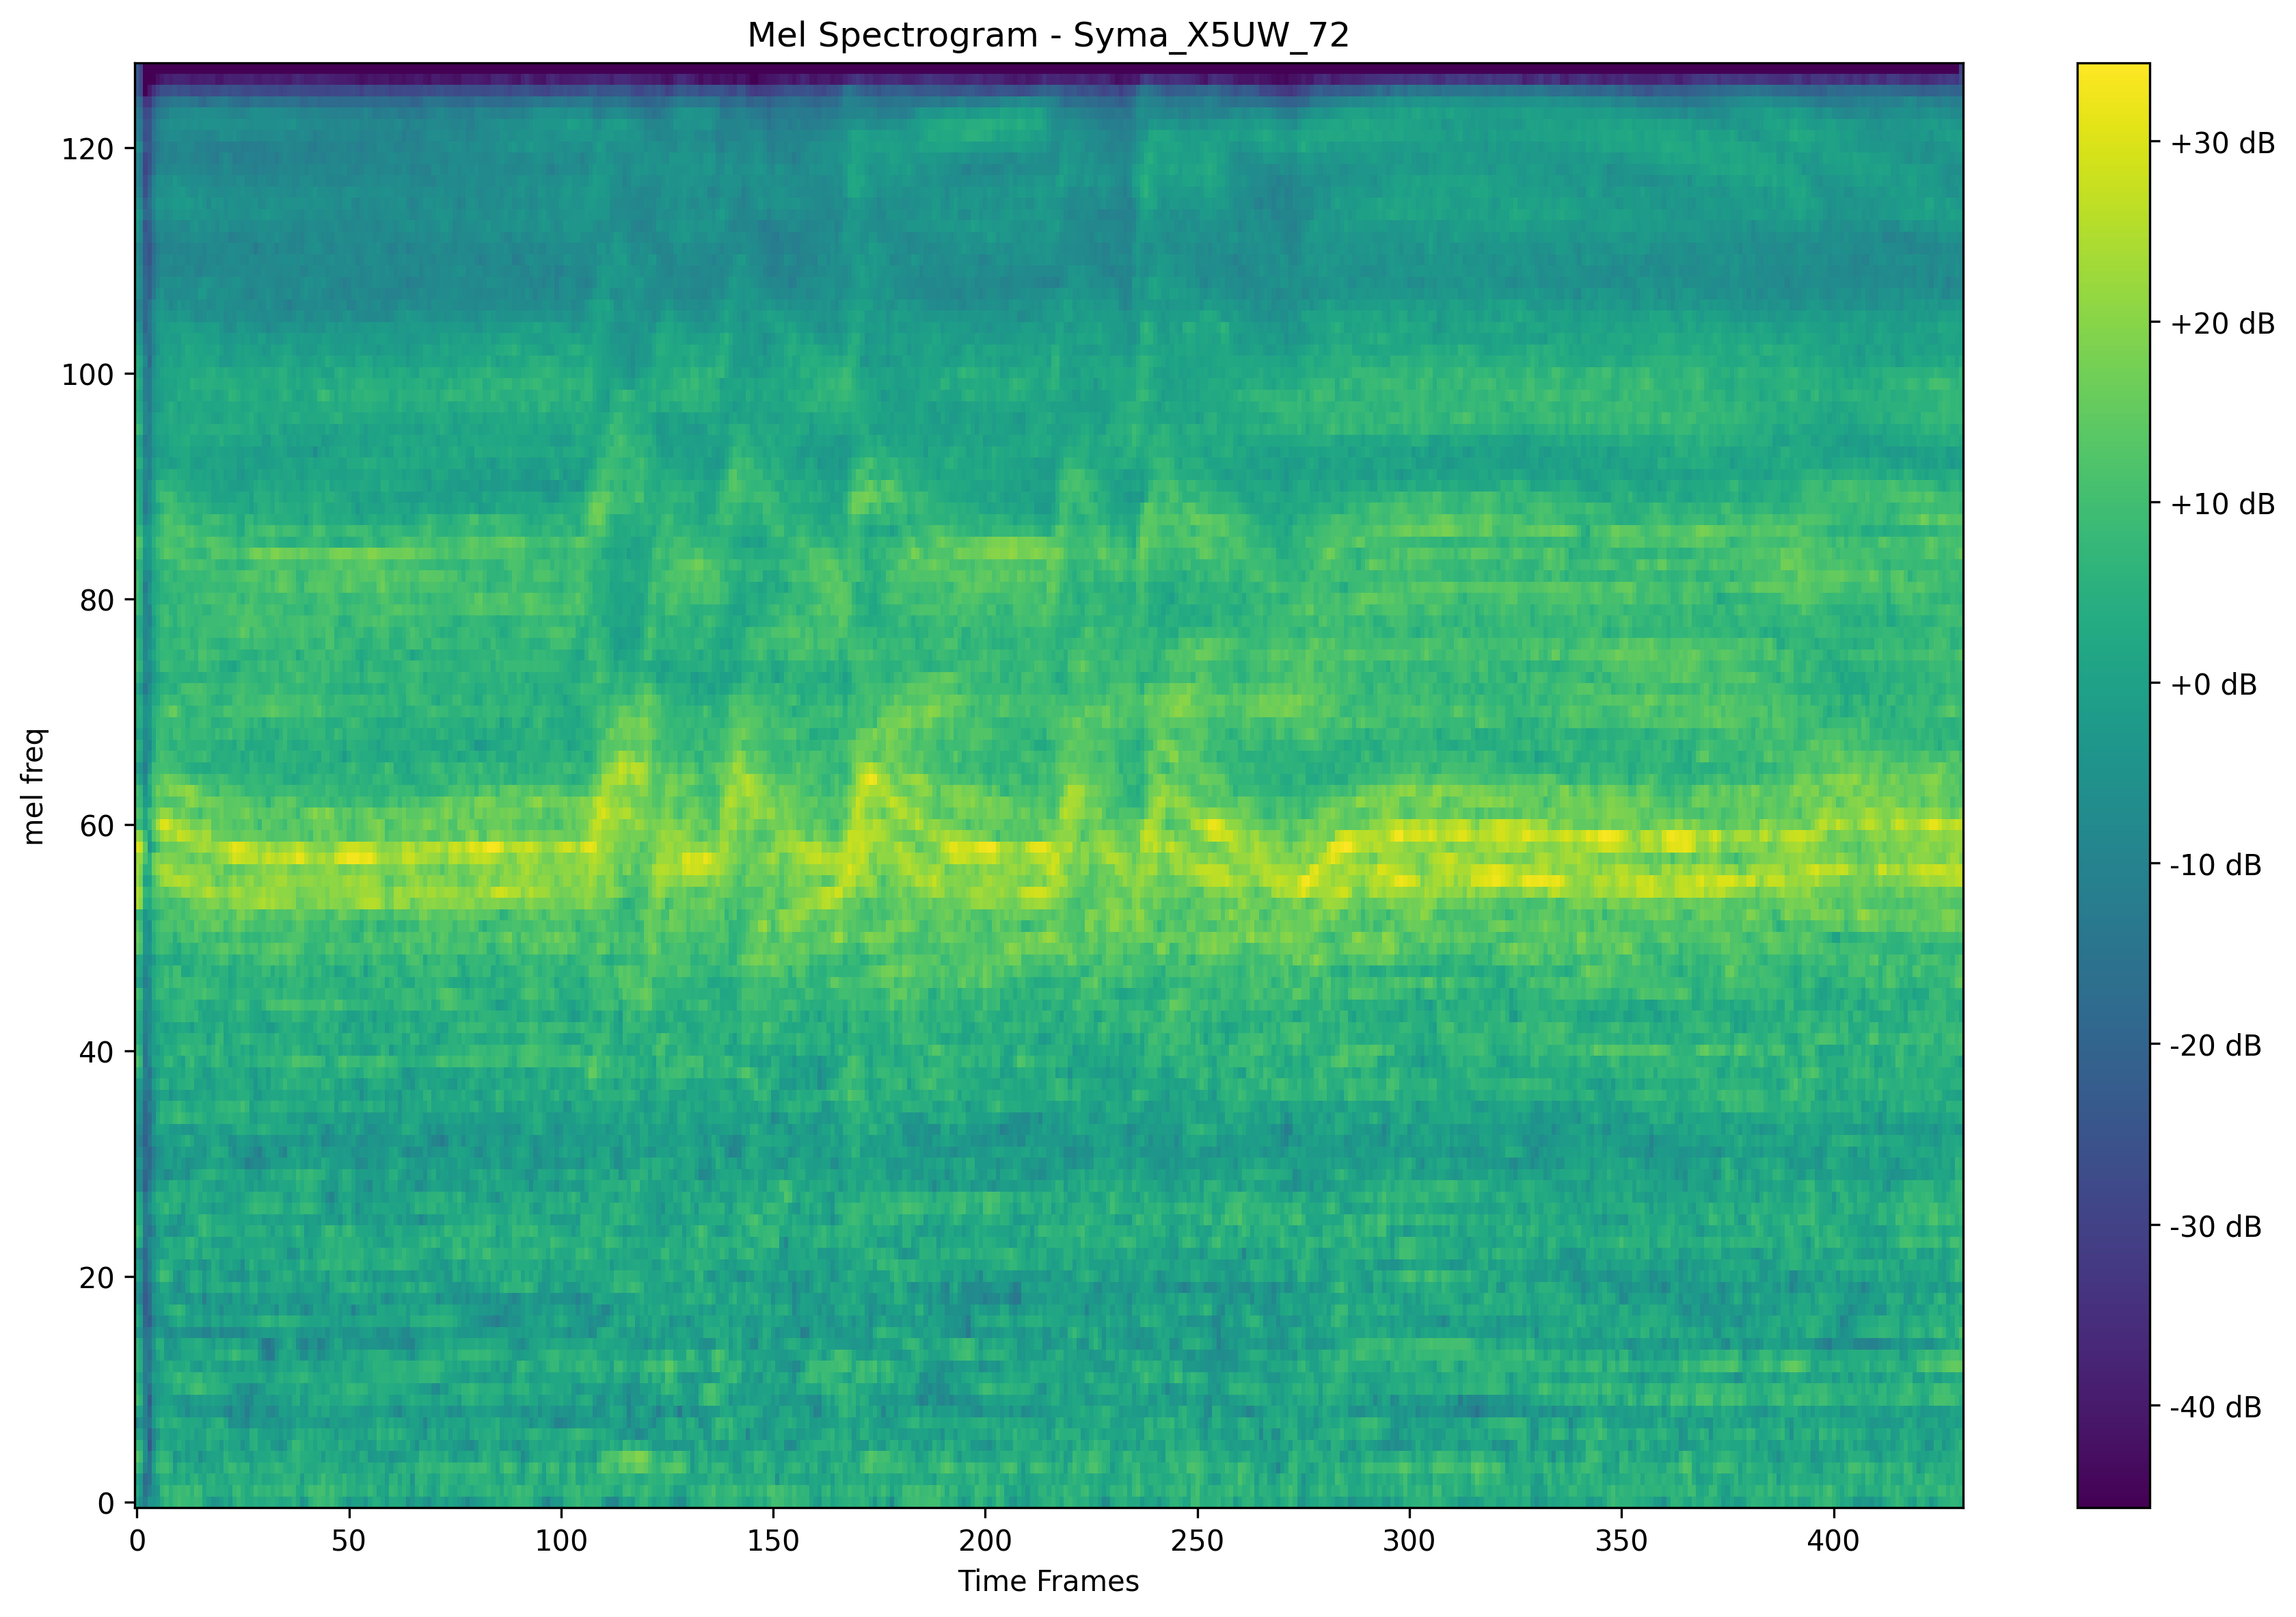 Mel Spectrogram - Syma_X5UW_72
mel freq
120
100
80
60
40
20
0
0 50 100 150 200 250 300 350 400
Time Frames
+30 dB
+20 dB
+10 dB
+0 dB
-10 dB
-20 dB
-30 dB
-40 dB